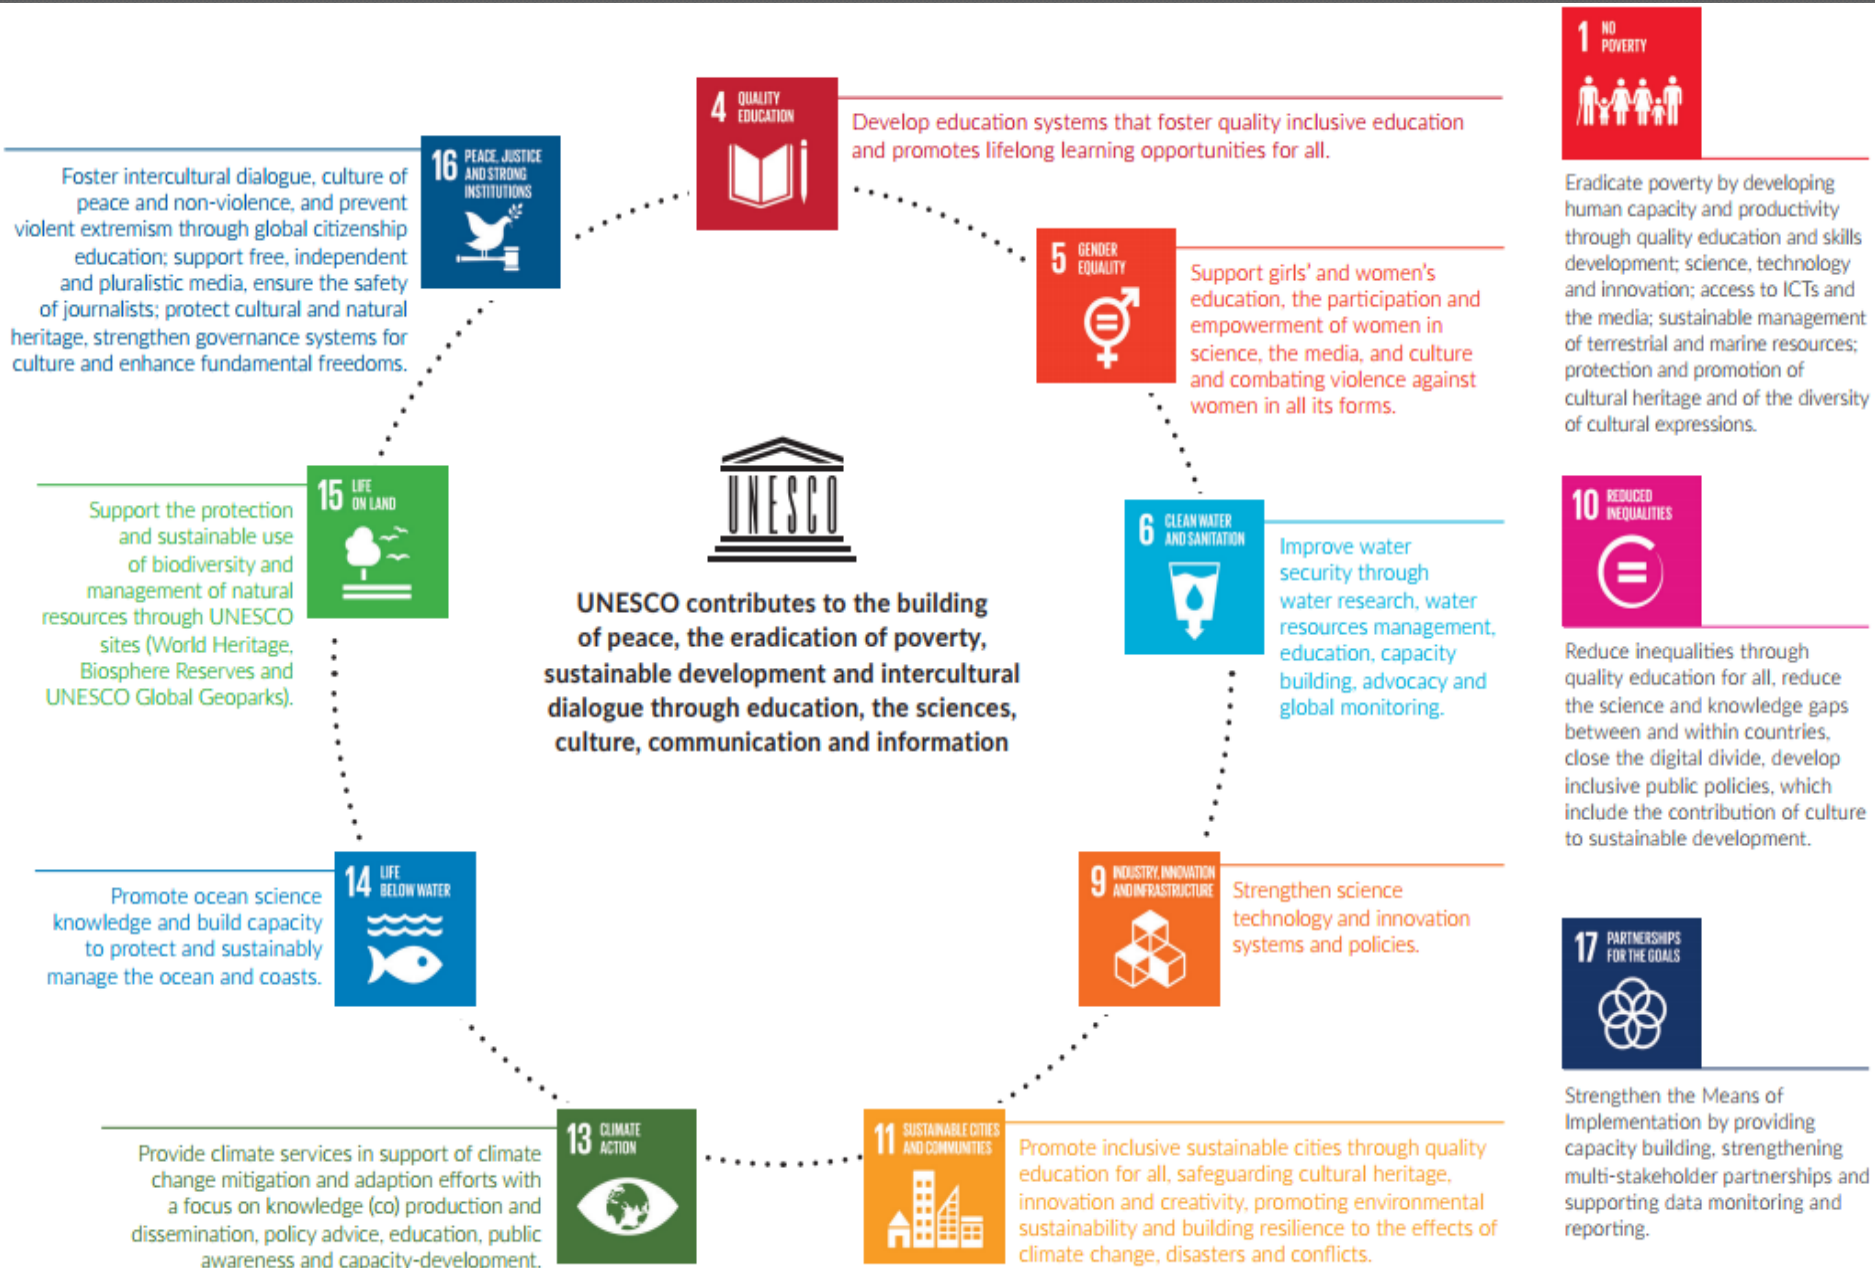 4 QUALITY
EDUCATION
Develop education systems that foster quality inclusive education
and promotes lifelong learning opportunities for all.
5 GENDER
EQUALITY
Support girls' and women's
education, the participation and
empowerment of women in
science, the media, and culture
and combating violence against
women in all its forms.
6 CLEAN WATER
AND SANITATION
Improve water
security through
water research, water
resources management,
education, capacity
building, advocacy and
global monitoring.
9 INDUSTRY, INNOVATION
AND INFRASTRUCTURE
Strengthen science
technology and innovation
systems and policies.
11 SUSTAINABLE CITIES
AND COMMUNITIES
Promote inclusive sustainable cities through quality
education for all, safeguarding cultural heritage,
innovation and creativity, promoting environmental
sustainability and building resilience to the effects of
climate change, disasters and conflicts.
13 CLIMATE
ACTION
Provide climate services in support of climate
change mitigation and adaption efforts with
a focus on knowledge (co) production and
dissemination, policy advice, education, public
awareness and capacity-development.
14 LIFE
BELOW WATER
Promote ocean science
knowledge and build capacity
to protect and sustainably
manage the ocean and coasts.
15 LIFE
ON LAND
Support the protection
and sustainable use
of biodiversity and
management of natural
resources through UNESCO
sites (World Heritage,
Biosphere Reserves and
UNESCO Global Geoparks).
16 PEACE, JUSTICE
AND STRONG
INSTITUTIONS
Foster intercultural dialogue, culture of
peace and non-violence, and prevent
violent extremism through global citizenship
education; support free, independent
and pluralistic media, ensure the safety
of journalists; protect cultural and natural
heritage, strengthen governance systems for
culture and enhance fundamental freedoms.
UNESCO
UNESCO contributes to the building
of peace, the eradication of poverty,
sustainable development and intercultural
dialogue through education, the sciences,
culture, communication and information
1 NO
POVERTY
Eradicate poverty by developing
human capacity and productivity
through quality education and skills
development; science, technology
and innovation; access to ICTs and
the media; sustainable management
of terrestrial and marine resources;
protection and promotion of
cultural heritage and of the diversity
of cultural expressions.
10 REDUCED
INEQUALITIES
Reduce inequalities through
quality education for all, reduce
the science and knowledge gaps
between and within countries,
close the digital divide, develop
inclusive public policies, which
include the contribution of culture
to sustainable development.
17 PARTNERSHIPS
FOR THE GOALS
Strengthen the Means of
Implementation by providing
capacity building, strengthening
multi-stakeholder partnerships and
supporting data monitoring and
reporting.